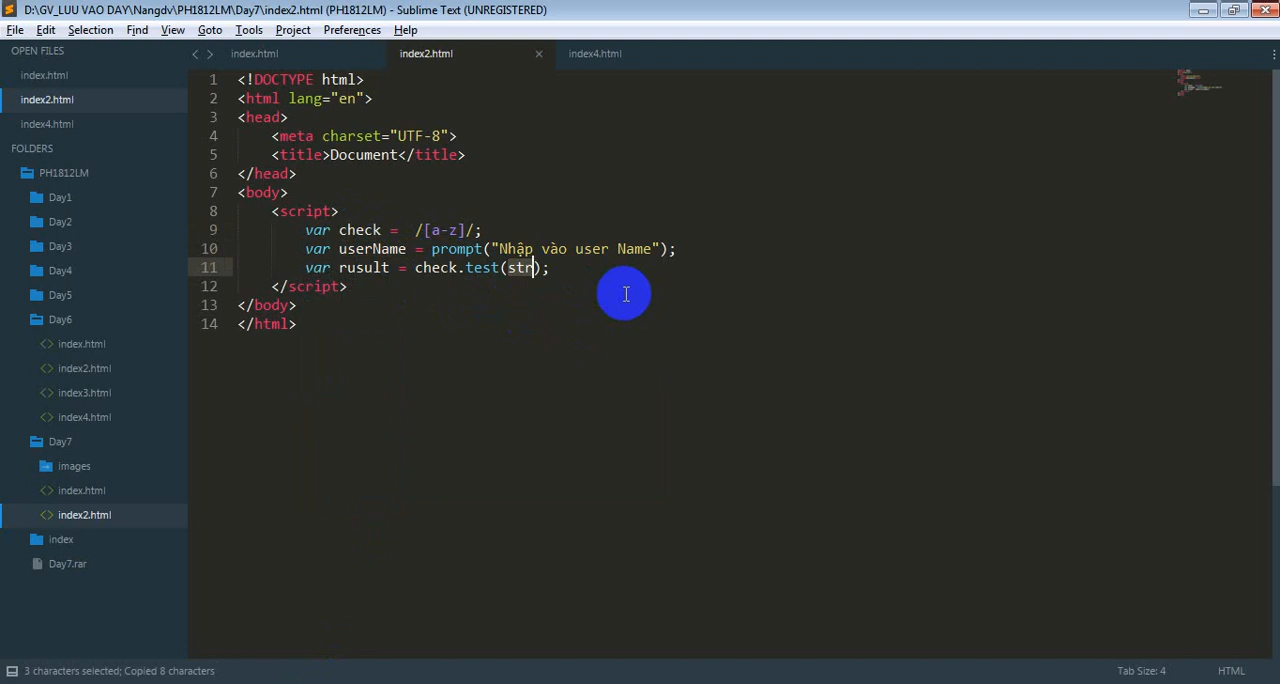 D:\GV_LUU VAO DAY\Nangdv\PH1812LM\Day7\index2.html (PH1812LM) - Sublime Text (UNREGISTERED)
File Edit Selection Find View Goto Tools Project Preferences Help
OPEN FILES
index.html
index2.html
index4.html
FOLDERS
PH1812LM
Day1
Day2
Day3
Day4
Day5
Day6
index.html
index2.html
index3.html
index4.html
Day7
images
index.html
index2.html
index
Day7.rar
index.html index2.html index4.html
1 <!DOCTYPE html>
2 <html lang="en">
3 <head>
4 <meta charset="UTF-8">
5 <title>Document</title>
6 </head>
7 <body>
8 <script>
9 var check = /[a-z]/;
10 var userName = prompt("Nhập vào user Name");
11 var rusult = check.test(str);
12 </script>
13 </body>
14 </html>
3 characters selected; Copied 8 characters
Tab Size: 4 HTML